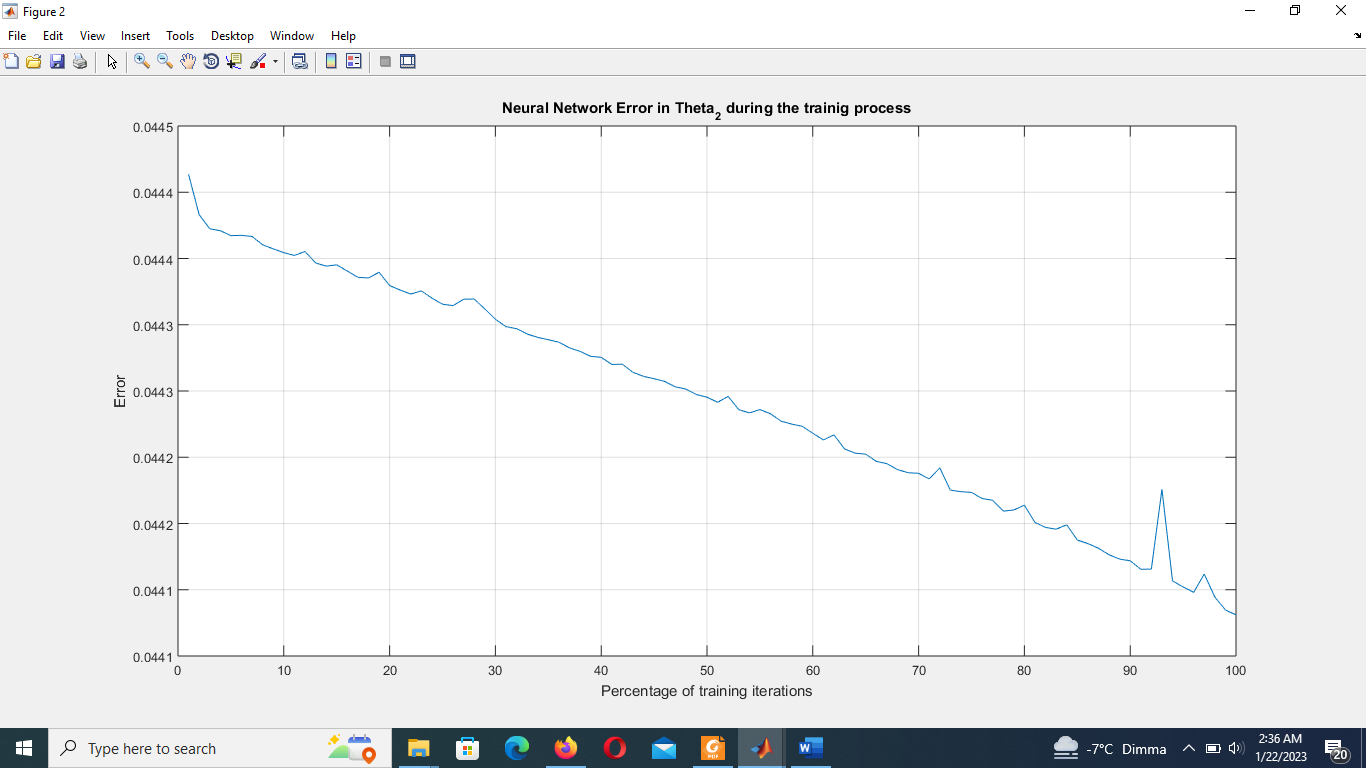 Figure 2
File Edit View Insert Tools Desktop Window Help
Neural Network Error in Theta2 during the trainig process
0.0445
0.0444
0.0444
0.0443
0.0443
0.0442
0.0442
0.0441
0.0441
Error
0 10 20 30 40 50 60 70 80 90 100
Percentage of training iterations
Type here to search
PDF
-7°C Dimma
2:36 AM
1/22/2023
20